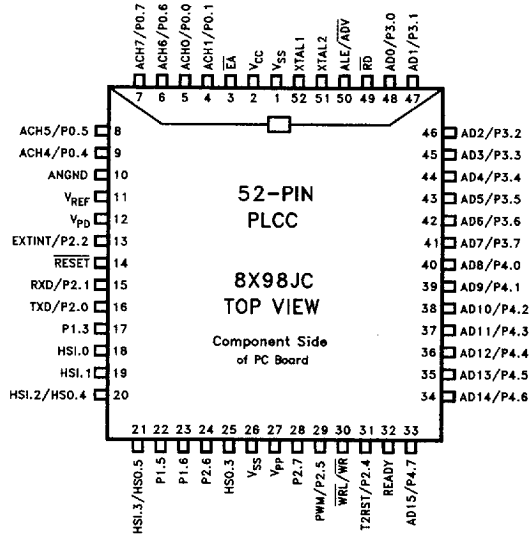 ACH7/P0.7
ACH6/P0.6
ACH0/P0.0
ACH1/P0.1
EA
VCC
VSS
XTAL1
XTAL2
ALE/ADV
RD
AD0/P3.0
AD1/P3.1
7 6 5 4 3 2 1 52 51 50 49 48 47
ACH5/P0.5 8
ACH4/P0.4 9
ANGND 10
VREF 11
VPD 12
EXTINT/P2.2 13
RESET 14
RXD/P2.1 15
TXD/P2.0 16
P1.3 17
HSI.0 18
HSI.1 19
HSI.2/HSO.4 20
52-PIN
PLCC
8X98JC
TOP VIEW
Component Side
of PC Board
46 AD2/P3.2
45 AD3/P3.3
44 AD4/P3.4
43 AD5/P3.5
42 AD6/P3.6
41 AD7/P3.7
40 AD8/P4.0
39 AD9/P4.1
38 AD10/P4.2
37 AD11/P4.3
36 AD12/P4.4
35 AD13/P4.5
34 AD14/P4.6
21 22 23 24 25 26 27 28 29 30 31 32 33
HSI.3/HSO.5
P1.5
P1.6
P2.6
HSO.3
VSS
VPP
P2.7
PWM/P2.5
WRL/WR
T2RST/P2.4
READY
AD15/P4.7